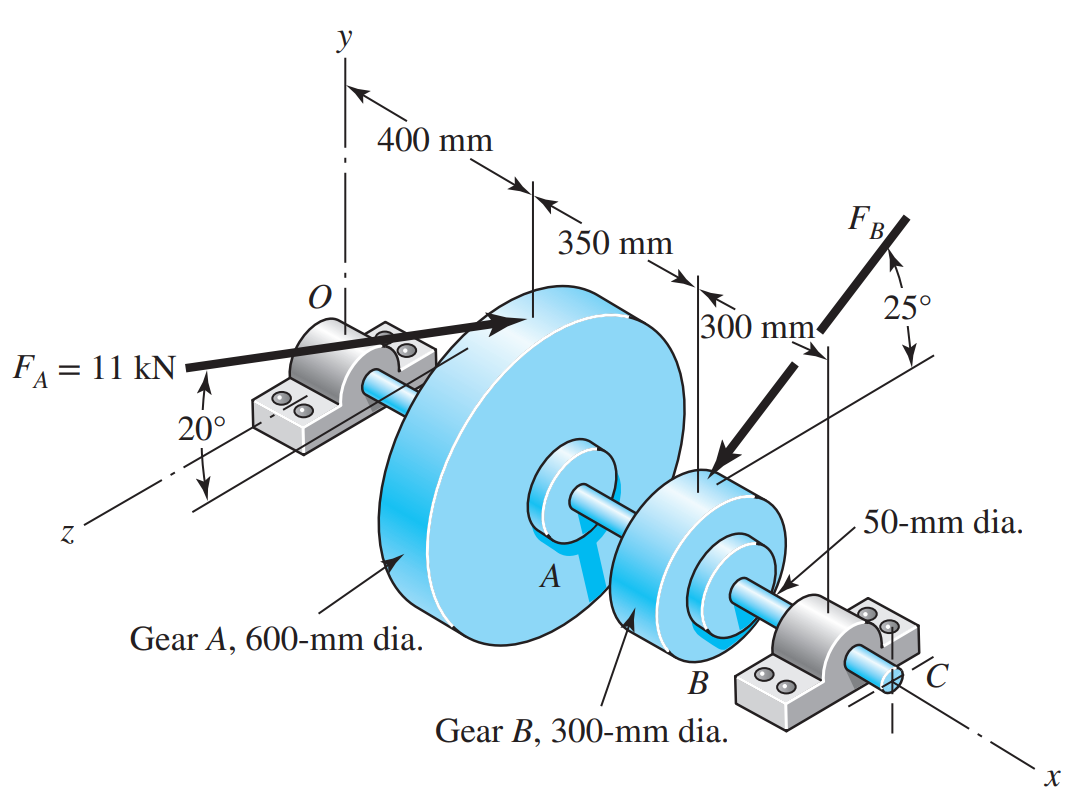 y
400 mm
350 mm
F_B
O
300 mm
25°
F_A = 11 kN
20°
z
50-mm dia.
A
Gear A, 600-mm dia.
B
C
Gear B, 300-mm dia.
x